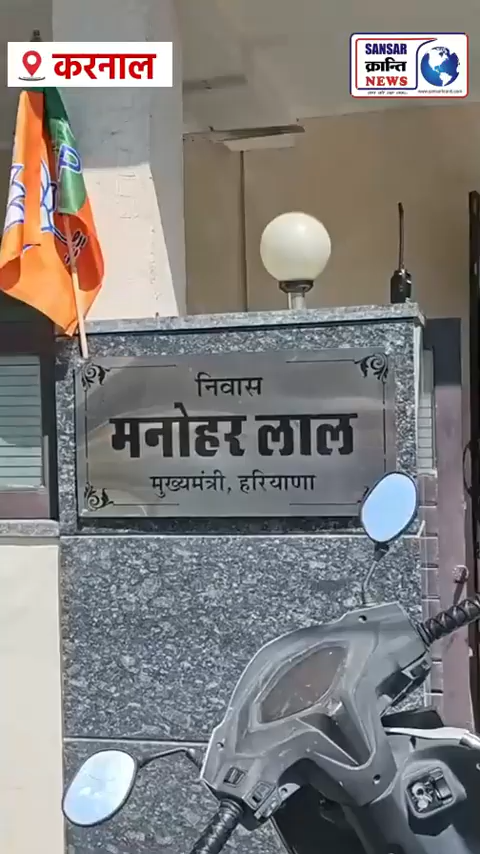 करनाल
SANSAR
क्रान्ति
NEWS
निवास
मनोहर लाल
मुख्यमंत्री, हरियाणा